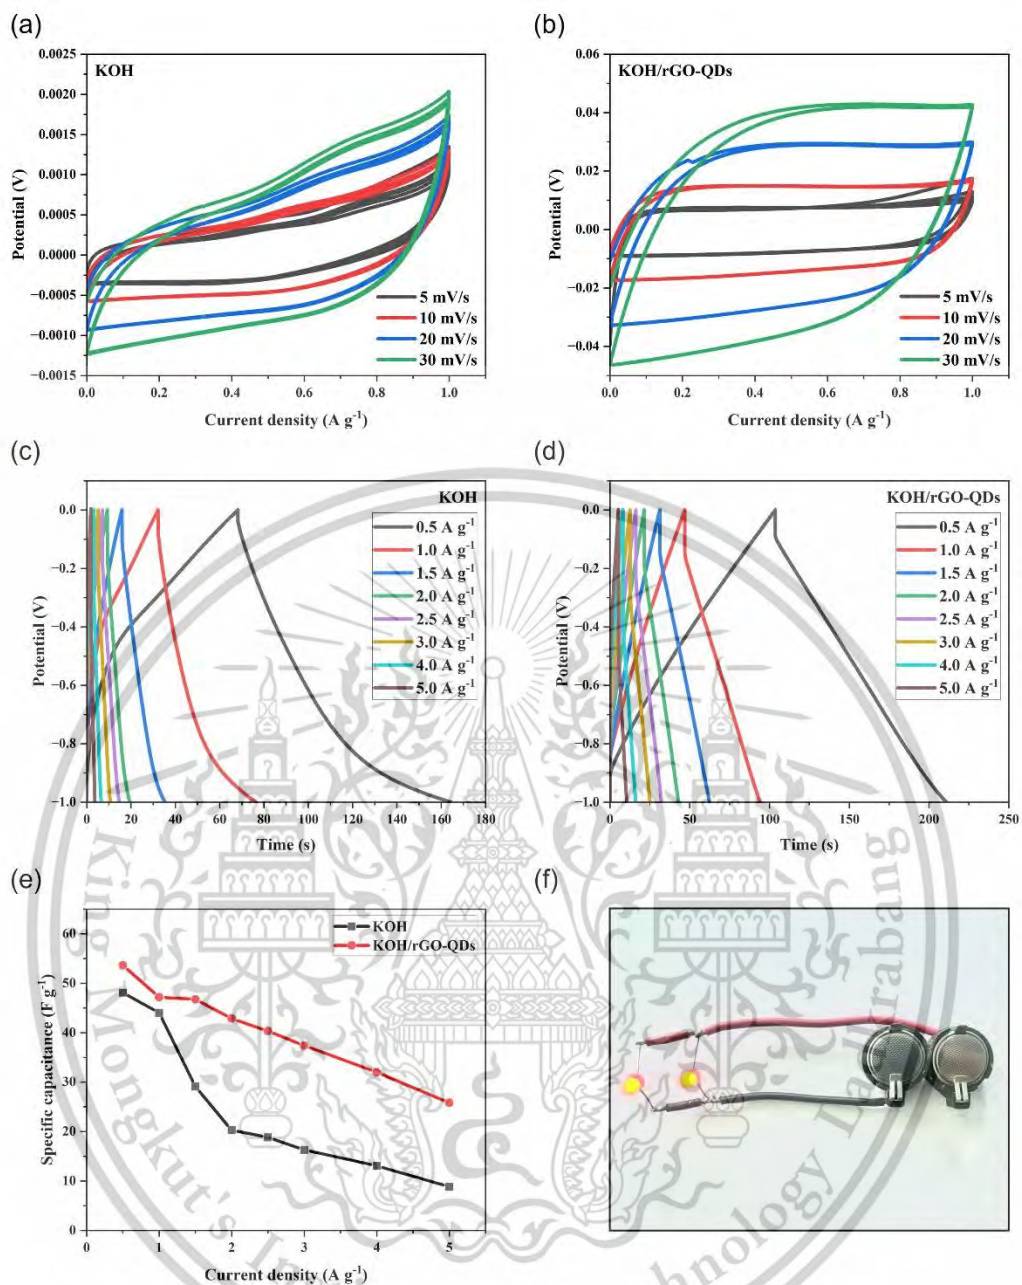 (a)
KOH
0.0025
0.0020
0.0015
0.0010
0.0005
0.0000
−0.0005
−0.0010
−0.0015
Potential (V)
5 mV/s
10 mV/s
20 mV/s
30 mV/s
0.0 0.2 0.4 0.6 0.8 1.0
Current density (A g⁻¹)
(b)
KOH/rGO-QDs
0.06
0.04
0.02
0.00
−0.02
−0.04
Potential (V)
5 mV/s
10 mV/s
20 mV/s
30 mV/s
0.0 0.2 0.4 0.6 0.8 1.0
Current density (A g⁻¹)
(c)
KOH
0.0
−0.2
−0.4
−0.6
−0.8
−1.0
Potential (V)
0.5 A g⁻¹
1.0 A g⁻¹
1.5 A g⁻¹
2.0 A g⁻¹
2.5 A g⁻¹
3.0 A g⁻¹
4.0 A g⁻¹
5.0 A g⁻¹
0 20 40 60 80 100 120 140 160 180
Time (s)
(d)
KOH/rGO-QDs
0.0
−0.2
−0.4
−0.6
−0.8
−1.0
Potential (V)
0.5 A g⁻¹
1.0 A g⁻¹
1.5 A g⁻¹
2.0 A g⁻¹
2.5 A g⁻¹
3.0 A g⁻¹
4.0 A g⁻¹
5.0 A g⁻¹
0 50 100 150 200 250
Time (s)
(e)
KOH
KOH/rGO-QDs
60
50
40
30
20
10
0
Specific capacitance (F g⁻¹)
0 1 2 3 4 5
Current density (A g⁻¹)
(f)
King Mongkut's Ins
chnology Ladkrabang